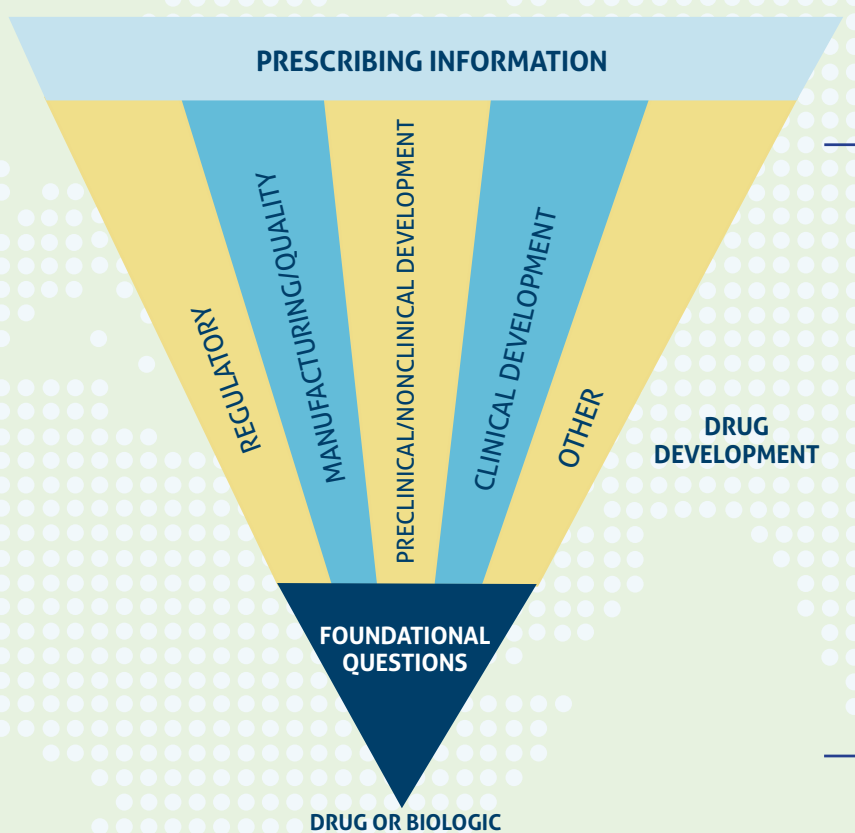 PRESCRIBING INFORMATION
REGULATORY
MANUFACTURING/QUALITY
PRECLINICAL/NONCLINICAL DEVELOPMENT
CLINICAL DEVELOPMENT
OTHER
DRUG
DEVELOPMENT
FOUNDATIONAL
QUESTIONS
DRUG OR BIOLOGIC